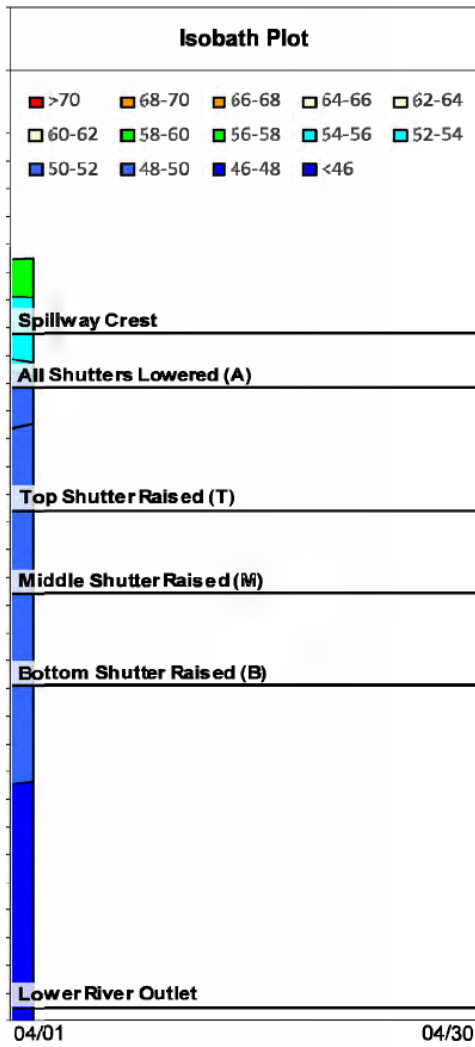 Isobath Plot
>70 68-70 66-68 64-66 62-64
60-62 58-60 56-58 54-56 52-54
50-52 48-50 46-48 <46
Spillway Crest
All Shutters Lowered (A)
Top Shutter Raised (T)
Middle Shutter Raised (M)
Bottom Shutter Raised (B)
Lower River Outlet
04/01 04/30